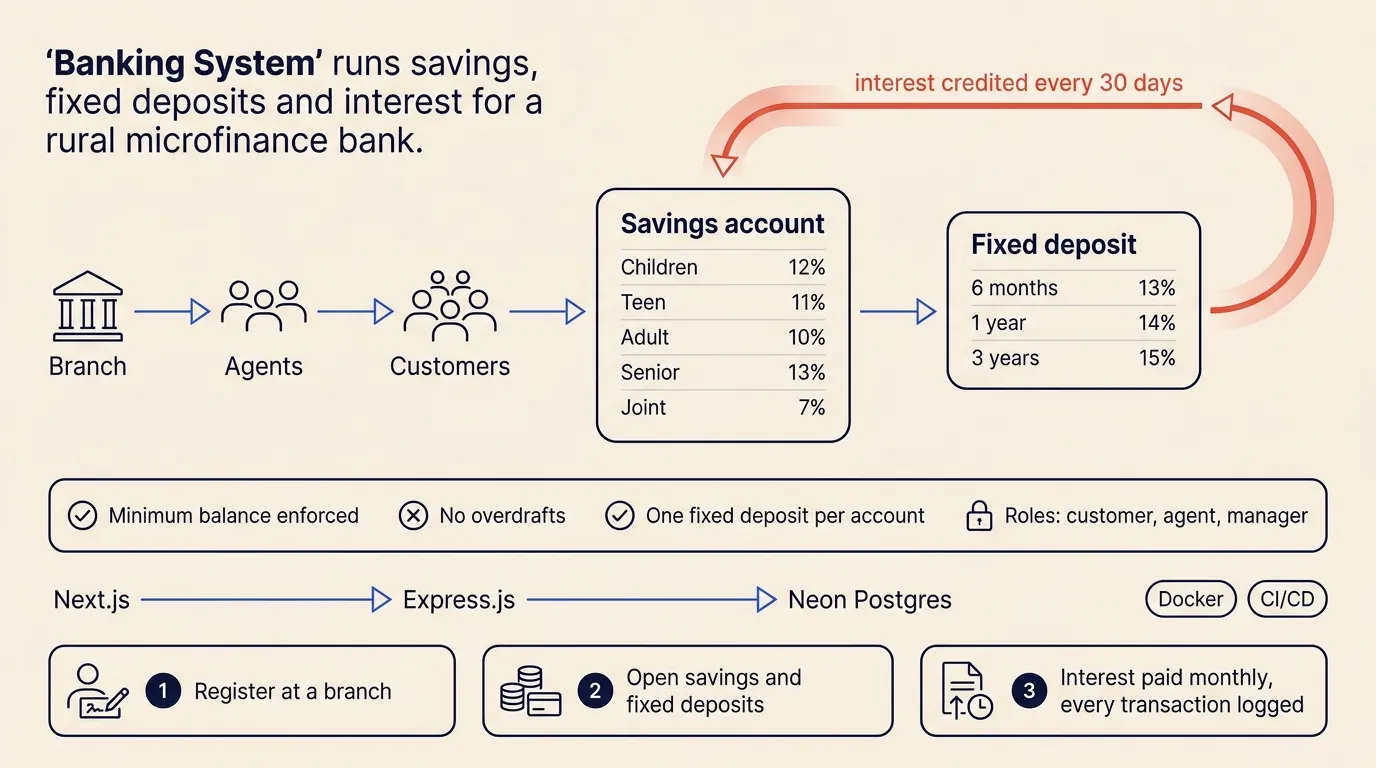 ‘Banking System’ runs savings,
fixed deposits and interest for a
rural microfinance bank.
interest credited every 30 days
Branch
Agents
Customers
Savings account
Children 12%
Teen 11%
Adult 10%
Senior 13%
Joint 7%
Fixed deposit
6 months 13%
1 year 14%
3 years 15%
Minimum balance enforced
No overdrafts
One fixed deposit per account
Roles: customer, agent, manager
Next.js
Express.js
Neon Postgres
Docker
CI/CD
1 Register at a branch
2 Open savings and
fixed deposits
3 Interest paid monthly,
every transaction logged